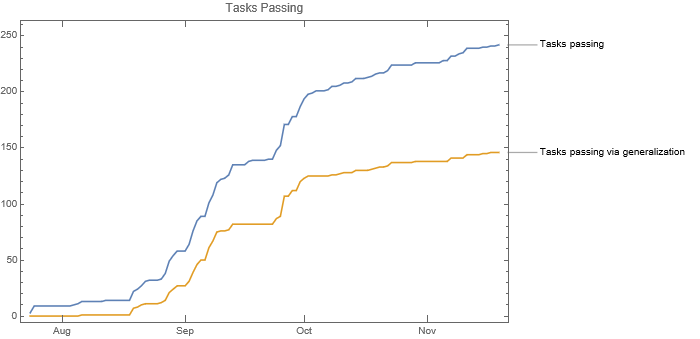 Tasks Passing
250
200
150
100
50
0
Aug
Sep
Oct
Nov
Tasks passing
Tasks passing via generalization